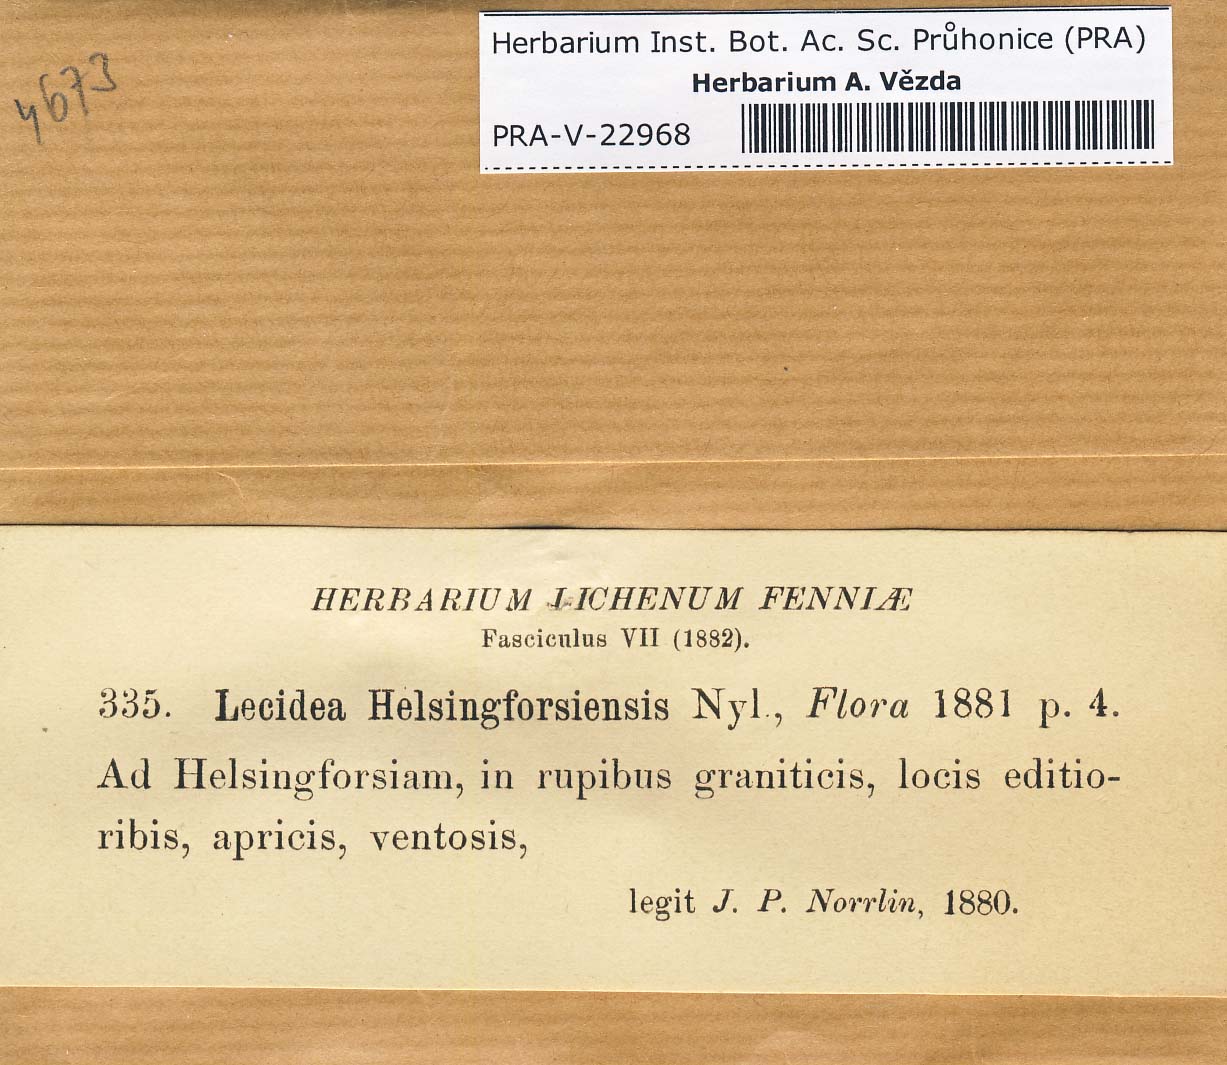 4673
Herbarium Inst. Bot. Ac. Sc. Průhonice (PRA)
Herbarium A. Vězda
PRA-V-22968
HERBARIUM LICHENUM FENNIÆ
Fasciculus VII (1882).
335. Lecidea Helsingforsiensis Nyl., Flora 1881 p. 4.
Ad Helsingforsiam, in rupibus graniticis, locis editio-
ribis, apricis, ventosis,
legit J. P. Norrlin, 1880.